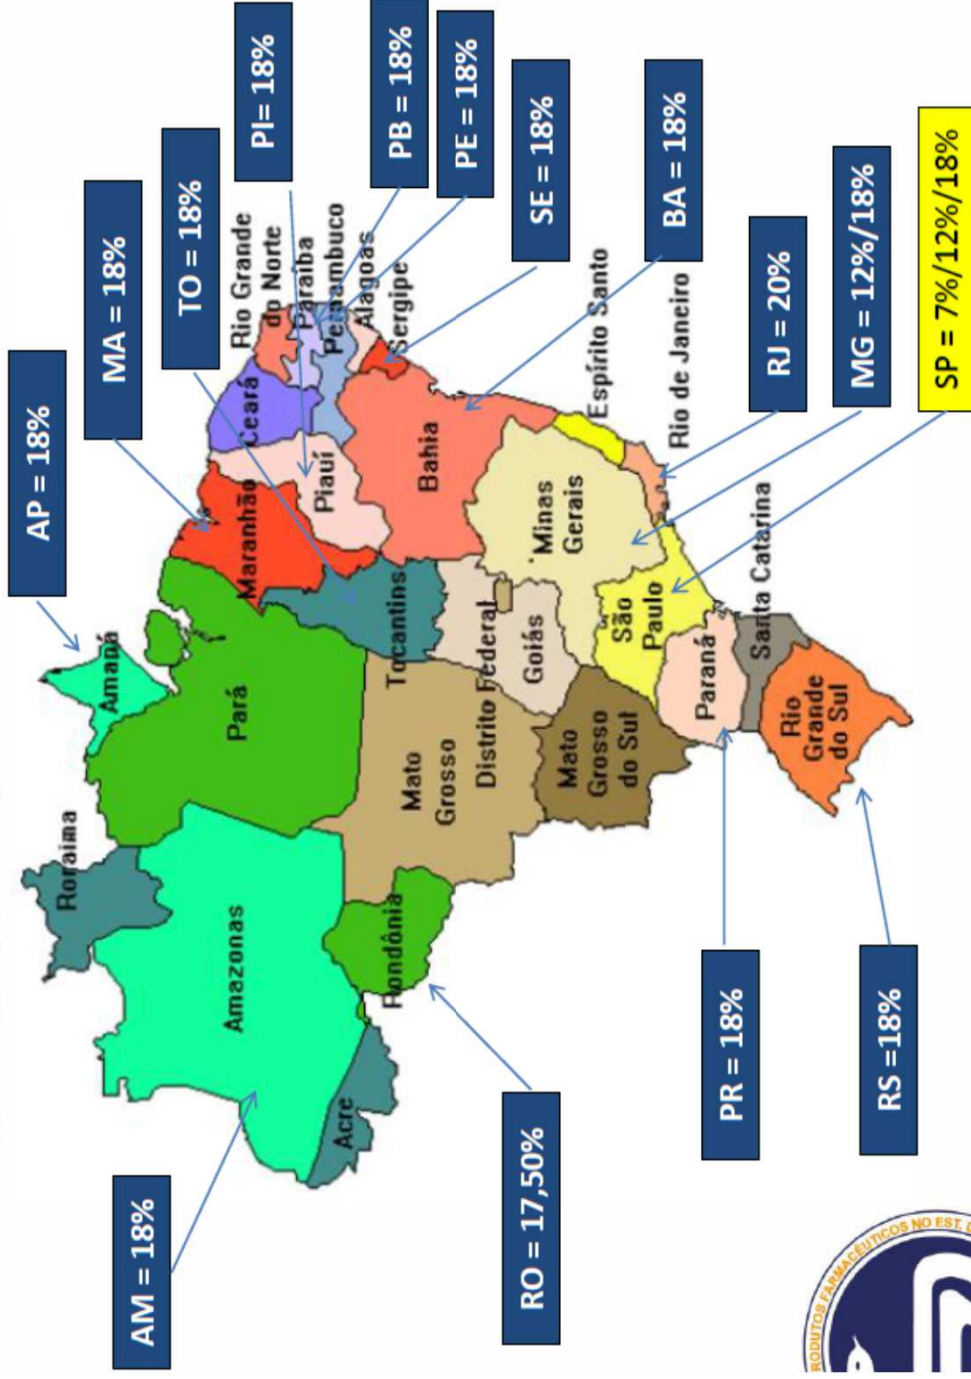 AM = 18%
AP = 18%
MA = 18%
TO = 18%
PI= 18%
PB = 18%
PE = 18%
SE = 18%
BA = 18%
RJ = 20%
MG = 12%/18%
SP = 7%/12%/18%
RO = 17,50%
PR = 18%
RS =18%
Roraima
Amapá
Amazonas
Pará
Maranhão
Ceará
Rio Grande
do Norte
Paraiba
Pernambuco
Alagoas
Sergipe
Piauí
Acre
Rondônia
Tocantins
Bahia
Mato
Grosso
Distrito Federal
Goiás
Minas
Gerais
Espírito Santo
Mato
Grosso
do Sul
São
Paulo
Rio de Janeiro
Paraná
Santa Catarina
Rio
Grande
do Sul
FARMACÊUTICOS NO EST.